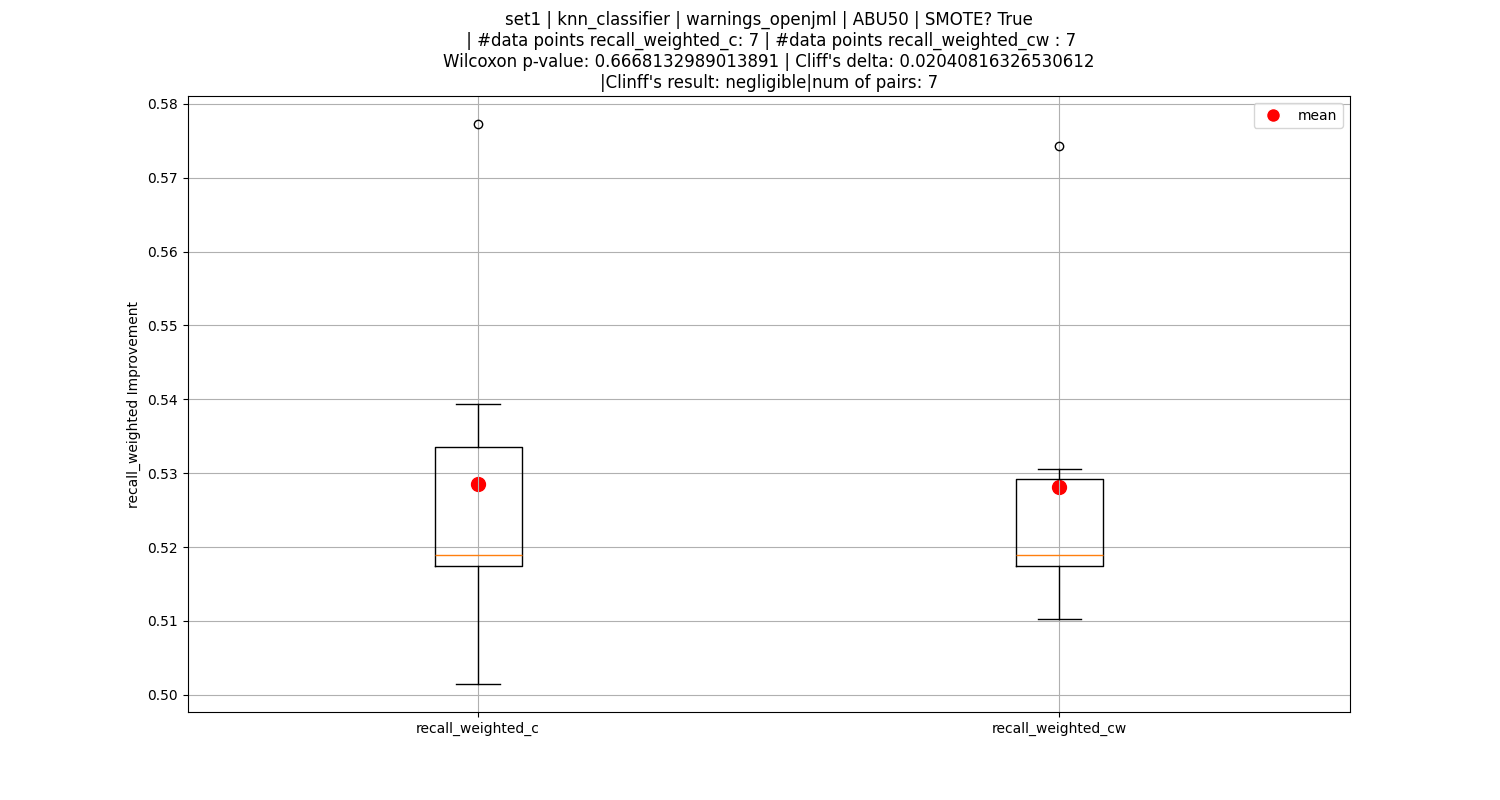 set1 | knn_classifier | warnings_openjml | ABU50 | SMOTE? True
| #data points recall_weighted_c: 7 | #data points recall_weighted_cw : 7
Wilcoxon p-value: 0.6668132989013891 | Cliff's delta: 0.02040816326530612
|Clinff's result: negligible|num of pairs: 7
mean
recall_weighted Improvement
0.58
0.57
0.56
0.55
0.54
0.53
0.52
0.51
0.50
recall_weighted_c
recall_weighted_cw